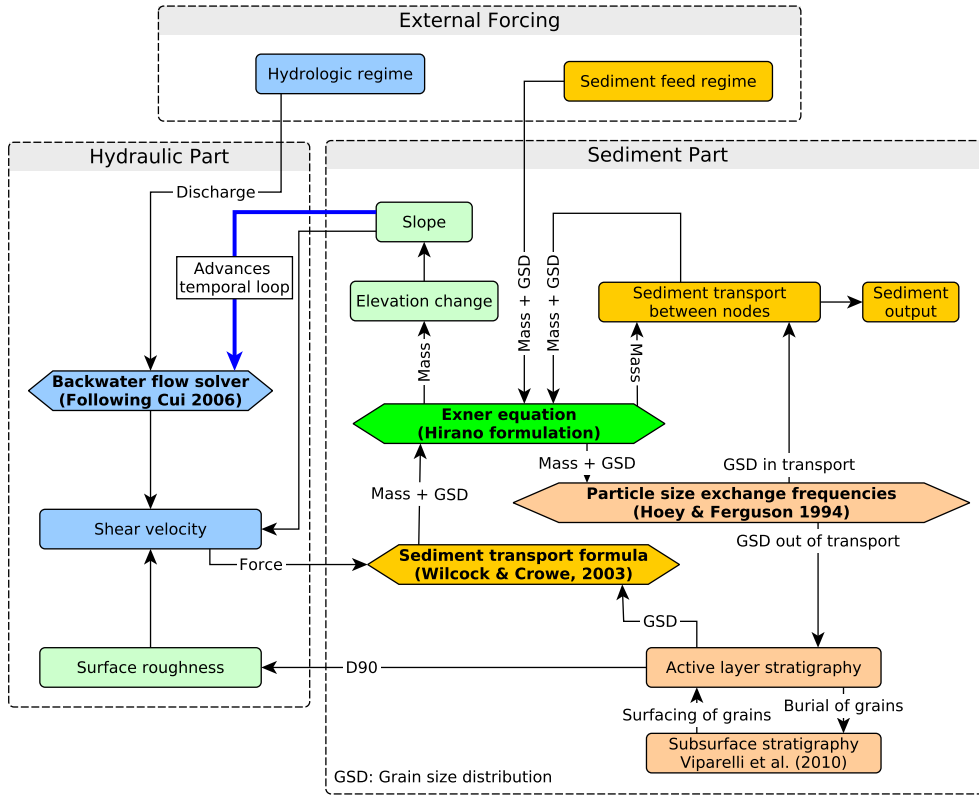 External Forcing
Hydrologic regime
Sediment feed regime
Hydraulic Part
Sediment Part
Discharge
Slope
Advances
temporal loop
Elevation change
Mass + GSD
Mass + GSD
Sediment transport
between nodes
Sediment
output
Mass
Mass
Backwater flow solver
(Following Cui 2006)
Exner equation
(Hirano formulation)
Mass + GSD
GSD in transport
Mass + GSD
Particle size exchange frequencies
(Hoey & Ferguson 1994)
Shear velocity
GSD out of transport
Force
Sediment transport formula
(Wilcock & Crowe, 2003)
GSD
Surface roughness
D90
Active layer stratigraphy
Surfacing of grains
Burial of grains
Subsurface stratigraphy
Viparelli et al. (2010)
GSD: Grain size distribution